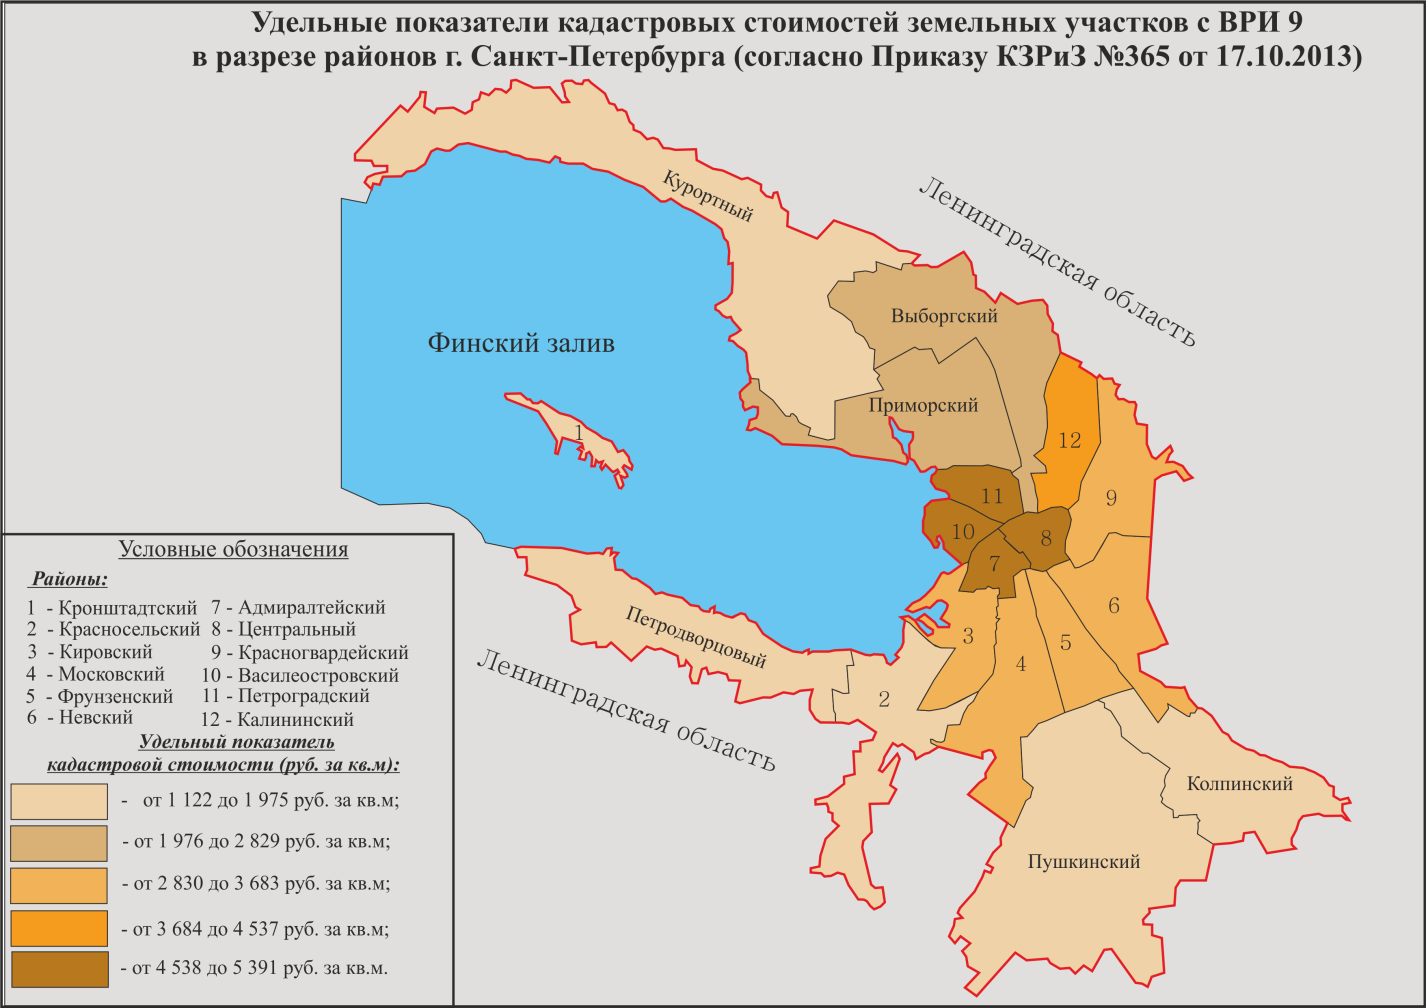 Удельные показатели кадастровых стоимостей земельных участков с ВРИ 9
в разрезе районов г. Санкт-Петербурга (согласно Приказу КЗРиЗ №365 от 17.10.2013)
Курортный
Ленинградская область
Выборгский
Финский залив
Приморский
1
12
11
9
10
8
7
6
Петродворцовый
3
5
4
2
Ленинградская область
Колпинский
Пушкинский
Условные обозначения
Районы:
1 - Кронштадтский 7 - Адмиралтейский
2 - Красносельский 8 - Центральный
3 - Кировский 9 - Красногвардейский
4 - Московский 10 - Василеостровский
5 - Фрунзенский 11 - Петроградский
6 - Невский 12 - Калининский
Удельный показатель
кадастровой стоимости (руб. за кв.м):
- от 1 122 до 1 975 руб. за кв.м;
- от 1 976 до 2 829 руб. за кв.м;
- от 2 830 до 3 683 руб. за кв.м;
- от 3 684 до 4 537 руб. за кв.м;
- от 4 538 до 5 391 руб. за кв.м.